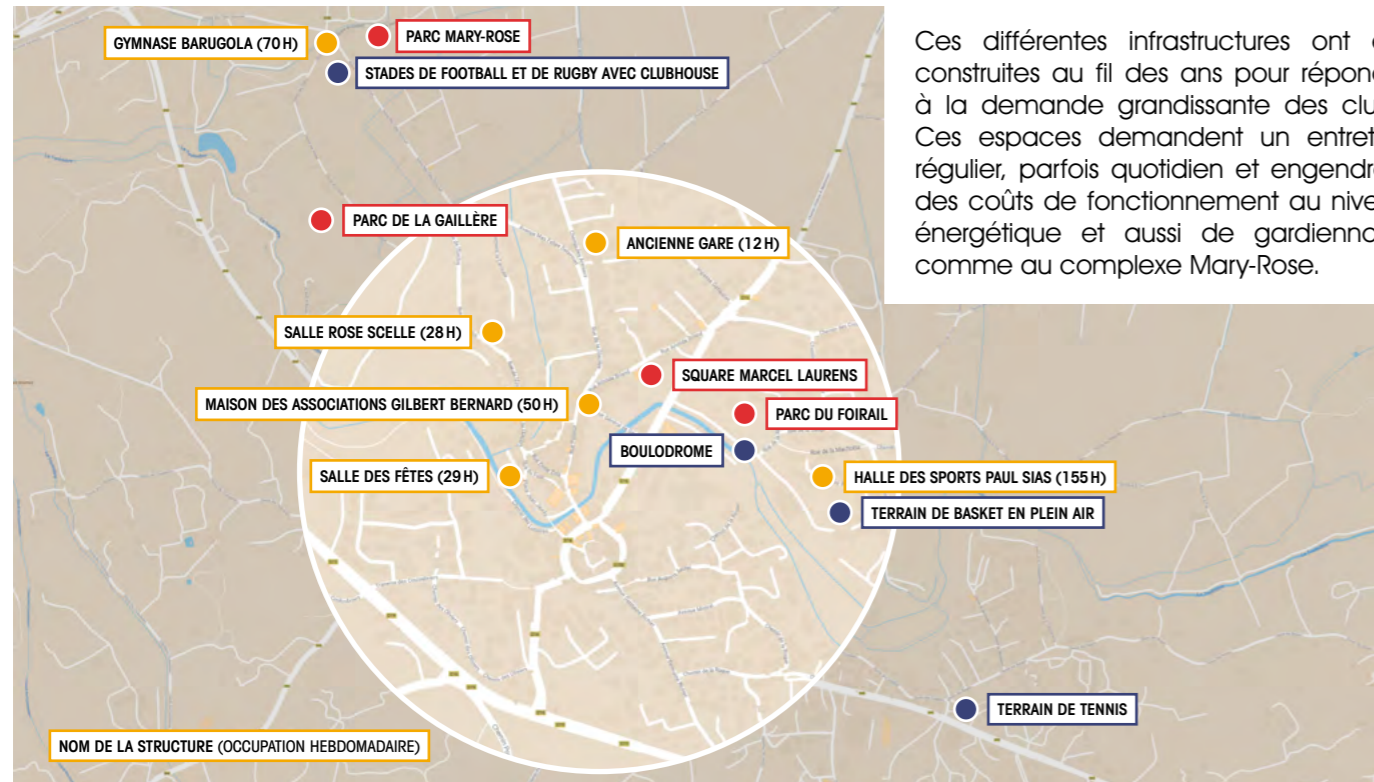 GYMNASE BARUGOLA (70 H)
PARC MARY-ROSE
STADES DE FOOTBALL ET DE RUGBY AVEC CLUBHOUSE
PARC DE LA GAILLÈRE
ANCIENNE GARE (12 H)
SALLE ROSE SCELLE (28 H)
SQUARE MARCEL LAURENS
MAISON DES ASSOCIATIONS GILBERT BERNARD (50 H)
PARC DU FOIRAIL
BOULODROME
SALLE DES FÊTES (29 H)
HALLE DES SPORTS PAUL SIAS (155 H)
TERRAIN DE BASKET EN PLEIN AIR
TERRAIN DE TENNIS
NOM DE LA STRUCTURE (OCCUPATION HEBDOMADAIRE)
Ces différentes infrastructures ont
construites au fil des ans pour répond
à la demande grandissante des clu
Ces espaces demandent un entret
régulier, parfois quotidien et engendr
des coûts de fonctionnement au nive
énergétique et aussi de gardienna
comme au complexe Mary-Rose.